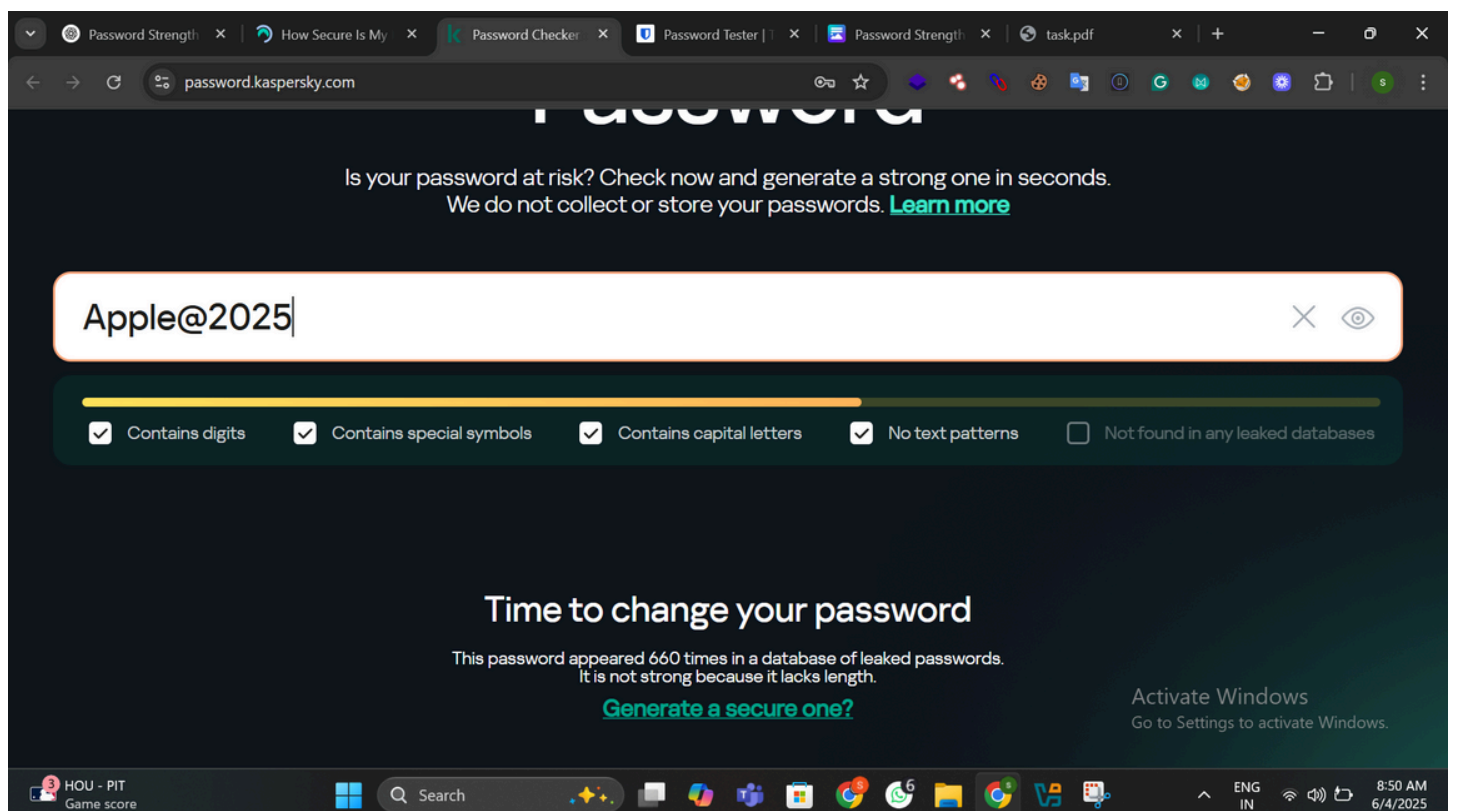 Password Strength
How Secure Is My
Password Checker
Password Tester | T
Password Strength
task.pdf
password.kaspersky.com
G
s
Password
Is your password at risk? Check now and generate a strong one in seconds.
We do not collect or store your passwords. Learn more
Apple@2025
Contains digits
Contains special symbols
Contains capital letters
No text patterns
Not found in any leaked databases
Time to change your password
This password appeared 660 times in a database of leaked passwords.
It is not strong because it lacks length.
Generate a secure one?
Activate Windows
Go to Settings to activate Windows.
3
HOU - PIT
Game score
Search
6
ENG
IN
8:50 AM
6/4/2025